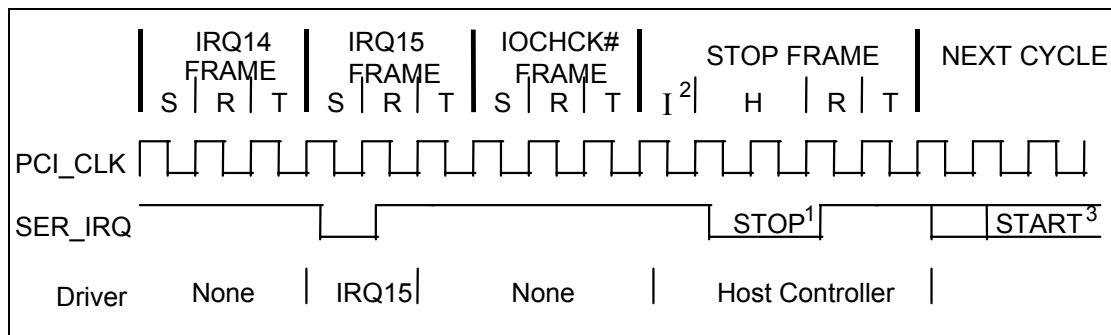 IRQ14 FRAME IRQ15 FRAME IOCHCK# FRAME STOP FRAME NEXT CYCLE
S R T S R T S R T I² H R T
PCI_CLK
SER_IRQ STOP¹ START³
Driver None IRQ15 None Host Controller